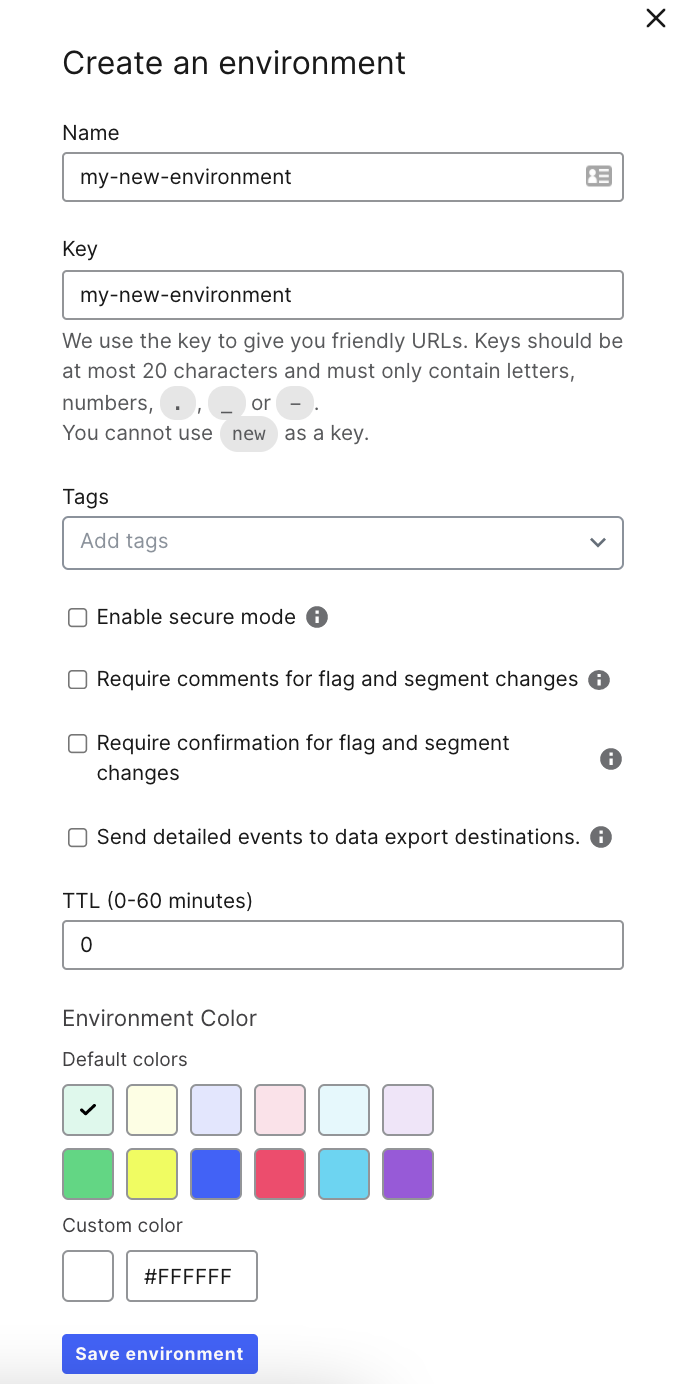 Create an environment
Name
my-new-environment
Key
my-new-environment
We use the key to give you friendly URLs. Keys should be
at most 20 characters and must only contain letters,
numbers, . , _ or - .
You cannot use new as a key.
Tags
Add tags
Enable secure mode
Require comments for flag and segment changes
Require confirmation for flag and segment
changes
Send detailed events to data export destinations.
TTL (0-60 minutes)
0
Environment Color
Default colors
Custom color
#FFFFFF
Save environment